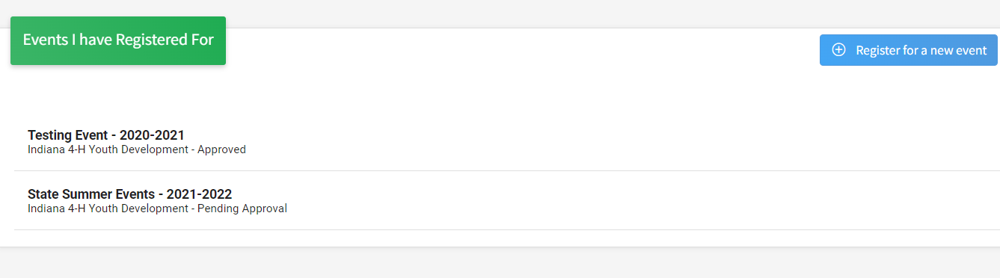 Events I have Registered For
Register for a new event
Testing Event - 2020-2021
Indiana 4-H Youth Development - Approved
State Summer Events - 2021-2022
Indiana 4-H Youth Development - Pending Approval